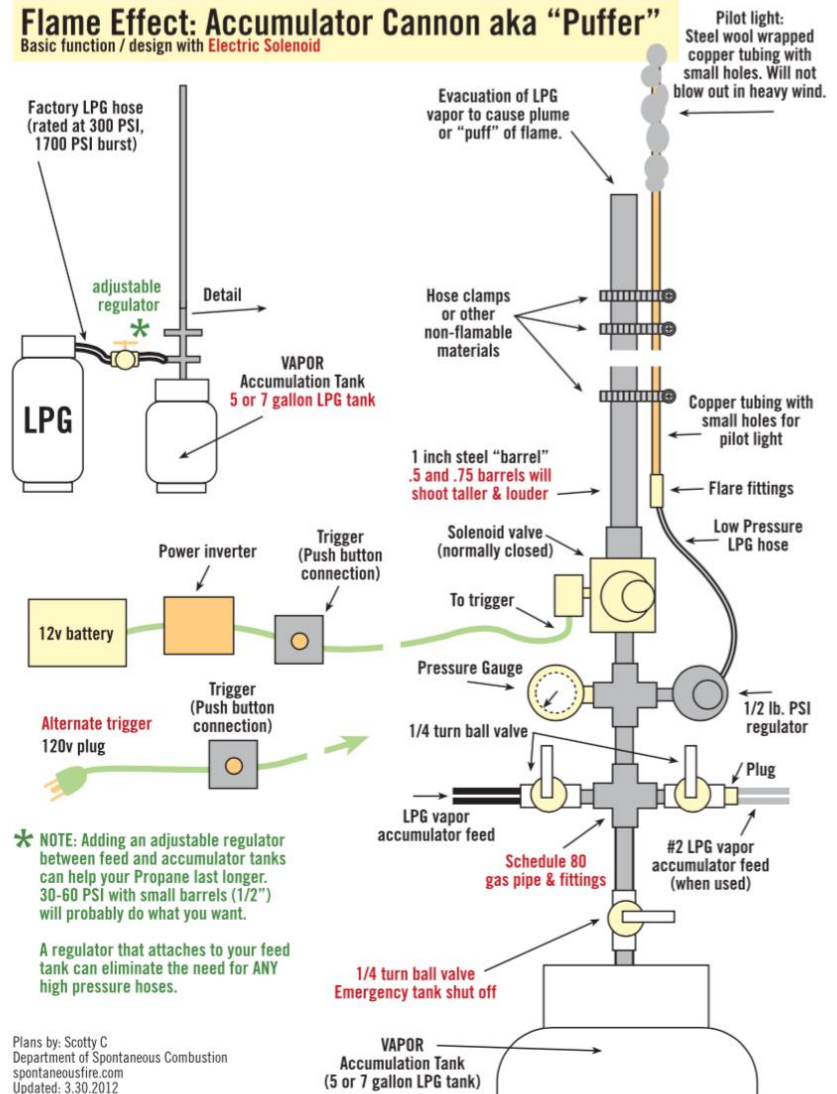 Flame Effect: Accumulator Cannon aka “Puffer”
Basic function / design with Electric Solenoid
Pilot light:
Steel wool wrapped
copper tubing with
small holes. Will not
blow out in heavy wind.
Factory LPG hose
(rated at 300 PSI,
1700 PSI burst)
Evacuation of LPG
vapor to cause plume
or “puff” of flame.
adjustable
regulator
*
Detail
Hose clamps
or other
non-flamable
materials
LPG
VAPOR
Accumulation Tank
5 or 7 gallon LPG tank
Copper tubing with
small holes for
pilot light
1 inch steel “barrel”
.5 and .75 barrels will
shoot taller & louder
Flare fittings
Low Pressure
LPG hose
Solenoid valve
(normally closed)
Power inverter
Trigger
(Push button
connection)
To trigger
12v battery
Pressure Gauge
1/2 lb. PSI
regulator
Trigger
(Push button
connection)
Alternate trigger
120v plug
1/4 turn ball valve
Plug
LPG vapor
accumulator feed
#2 LPG vapor
accumulator feed
(when used)
Schedule 80
gas pipe & fittings
* NOTE: Adding an adjustable regulator
between feed and accumulator tanks
can help your Propane last longer.
30-60 PSI with small barrels (1/2”)
will probably do what you want.
A regulator that attaches to your feed
tank can eliminate the need for ANY
high pressure hoses.
1/4 turn ball valve
Emergency tank shut off
VAPOR
Accumulation Tank
(5 or 7 gallon LPG tank)
Plans by: Scotty C
Department of Spontaneous Combustion
spontaneousfire.com
Updated: 3.30.2012